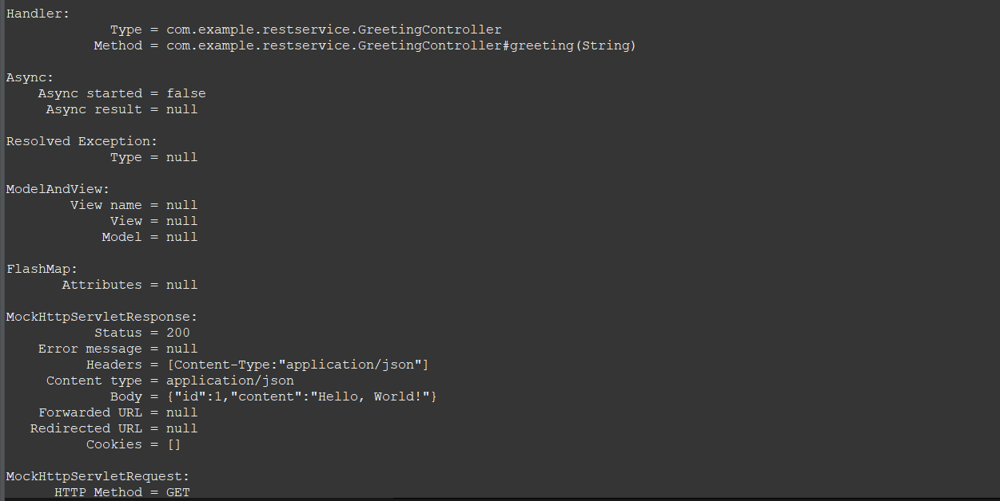 Handler:
Type = com.example.restservice.GreetingController
Method = com.example.restservice.GreetingController#greeting(String)
Async:
Async started = false
Async result = null
Resolved Exception:
Type = null
ModelAndView:
View name = null
View = null
Model = null
FlashMap:
Attributes = null
MockHttpServletResponse:
Status = 200
Error message = null
Headers = [Content-Type:"application/json"]
Content type = application/json
Body = {"id":1,"content":"Hello, World!"}
Forwarded URL = null
Redirected URL = null
Cookies = []
MockHttpServletRequest:
HTTP Method = GET